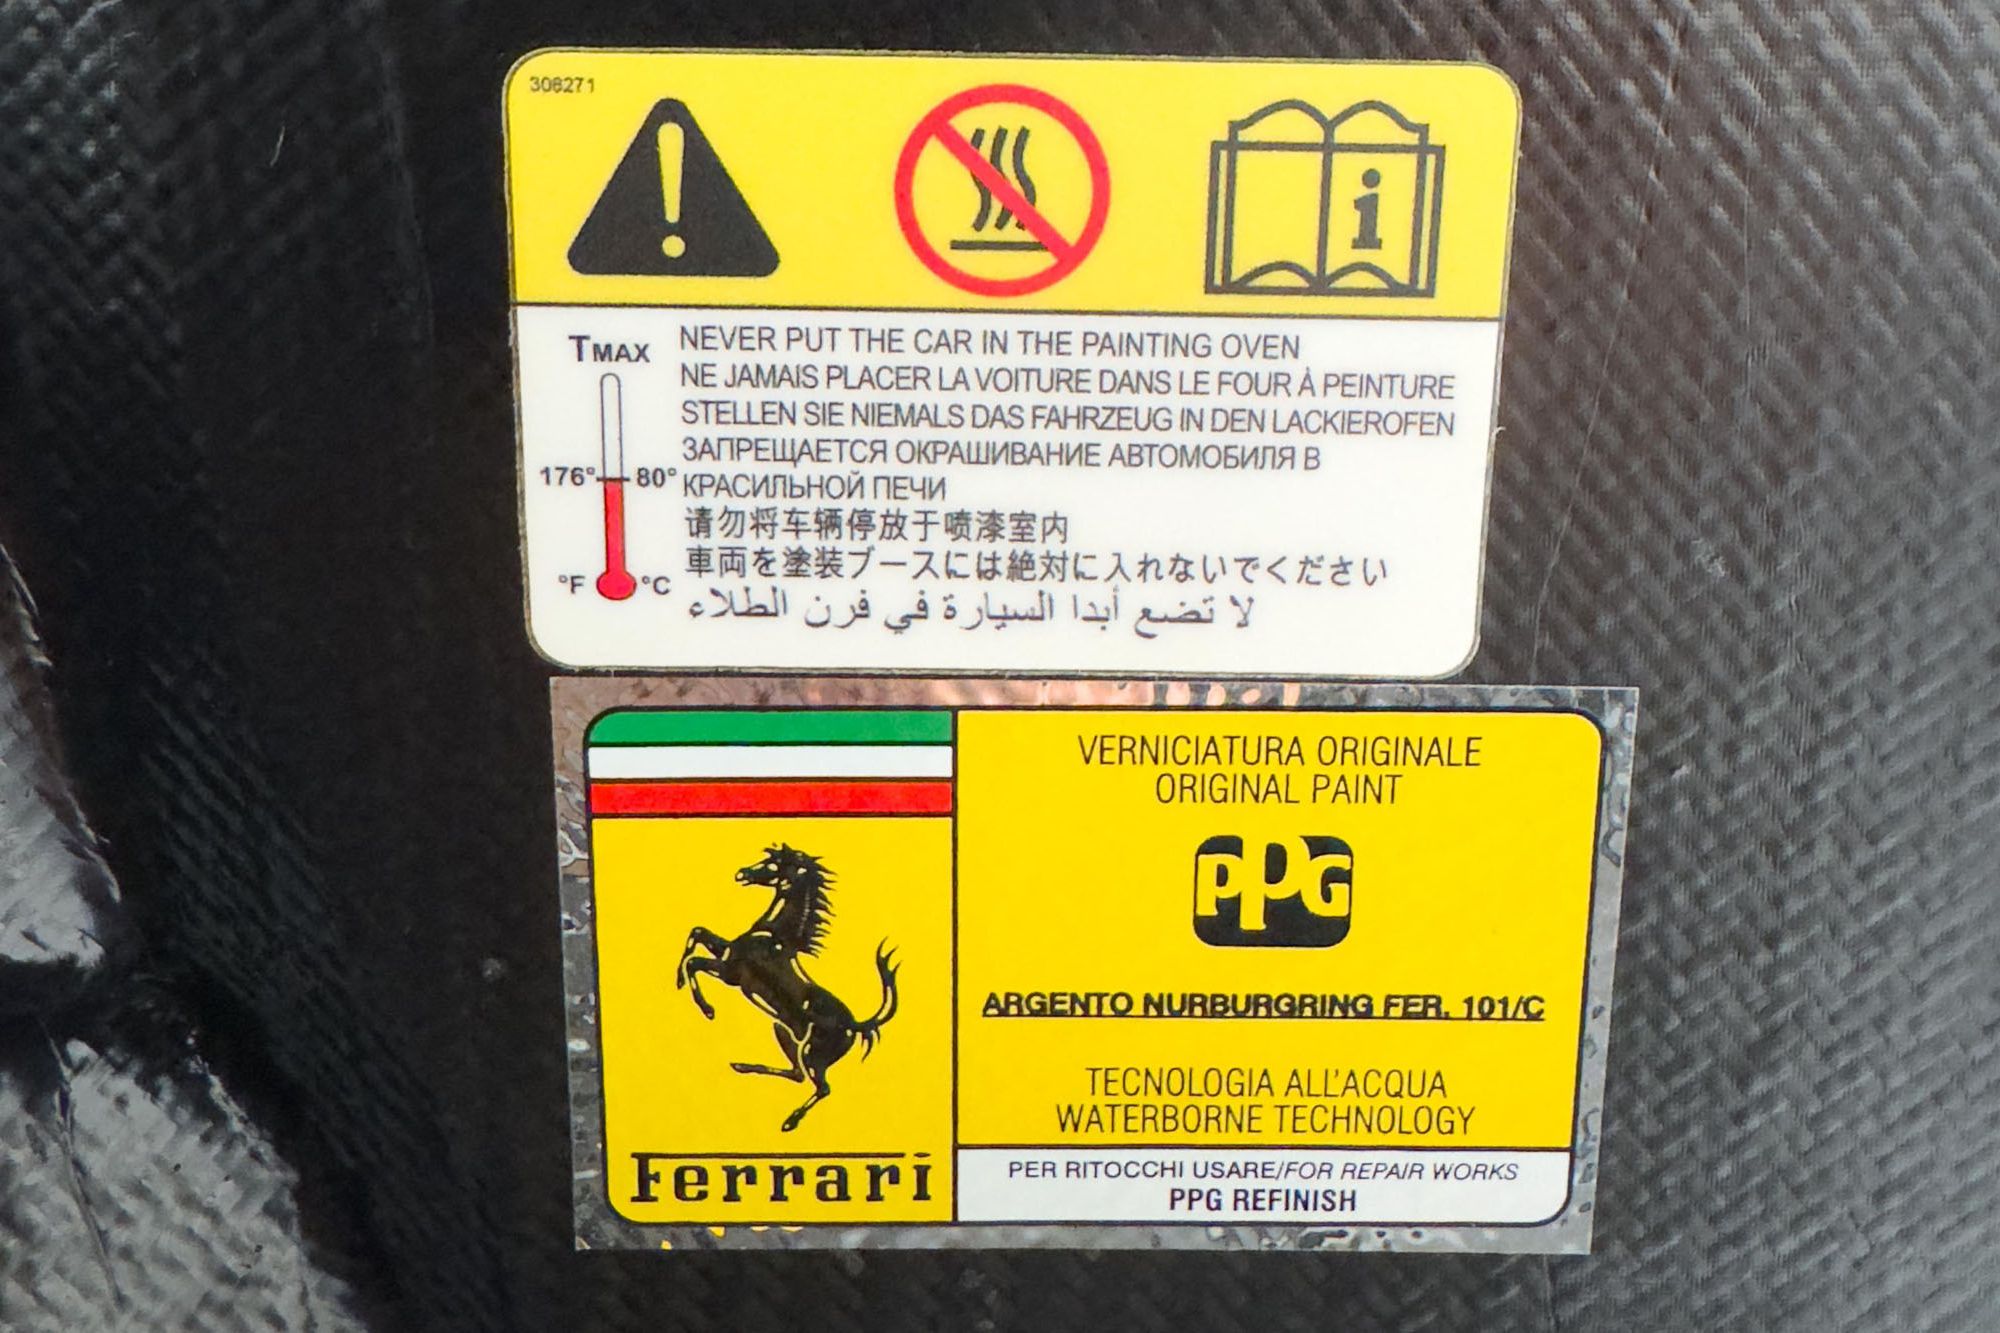 306271
TMAX
176° 80°
°F °C
NEVER PUT THE CAR IN THE PAINTING OVEN
NE JAMAIS PLACER LA VOITURE DANS LE FOUR À PEINTURE
STELLEN SIE NIEMALS DAS FAHRZEUG IN DEN LACKIEROFEN
ЗАПРЕЩАЕТСЯ ОКРАШИВАНИЕ АВТОМОБИЛЯ В
КРАСИЛЬНОЙ ПЕЧИ
请勿将车辆停放于喷漆室内
車両を塗装ブースには絶対に入れないでください
لا تضع أبدا السيارة في فرن الطلاء
Ferrari
VERNICIATURA ORIGINALE
ORIGINAL PAINT
PPG
ARGENTO NURBURGRING FER. 101/C
TECNOLOGIA ALL'ACQUA
WATERBORNE TECHNOLOGY
PER RITOCCHI USARE/FOR REPAIR WORKS
PPG REFINISH